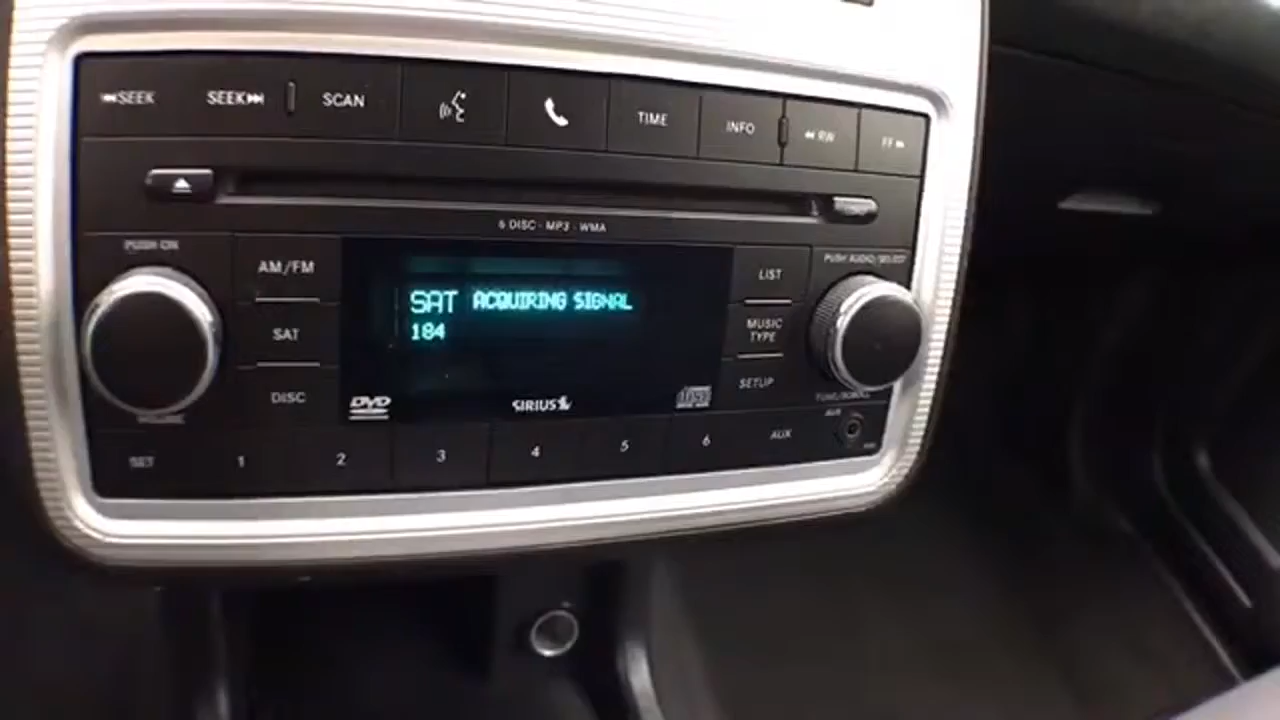 SEEK SEEK SCAN TIME INFO RW FF
6 DISC · MP3 · WMA
PUSH ON
AM/FM
SAT
DISC
SAT ACQUIRING SIGNAL
184
DVD
SIRIUS
LIST
MUSIC
TYPE
SETUP
PUSH AUDIO/SELECT
TUNE/SCROLL
SET 1 2 3 4 5 6 AUX